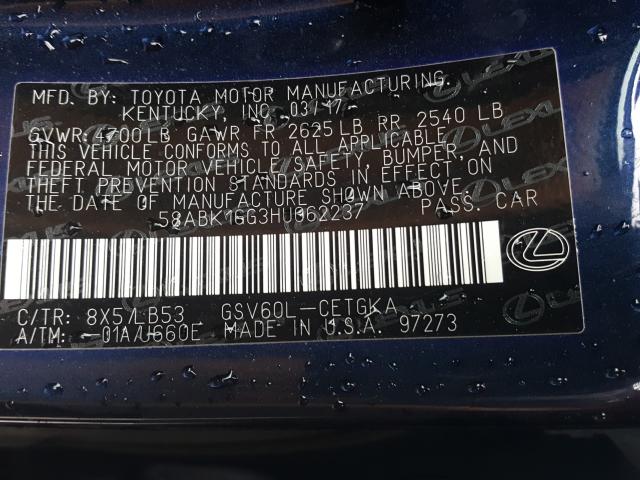 MFD. BY: TOYOTA MOTOR MANUFACTURING.
KENTUCKY, INC. 03/17
GVWR 4700LB GAWR FR 2625LB RR 2540 LB
THIS VEHICLE CONFORMS TO ALL APPLICABLE
FEDERAL MOTOR VEHICLE SAFETY, BUMPER, AND
THEFT PREVENTION STANDARDS IN EFFECT ON
THE DATE OF MANUFACTURE SHOWN ABOVE.
58ABK1GG3HU062237 PASS. CAR
C/TR: 8X5/LB53 GSV60L-CETGKA
A/TM: -01A/U660E MADE IN U.S.A. 97273